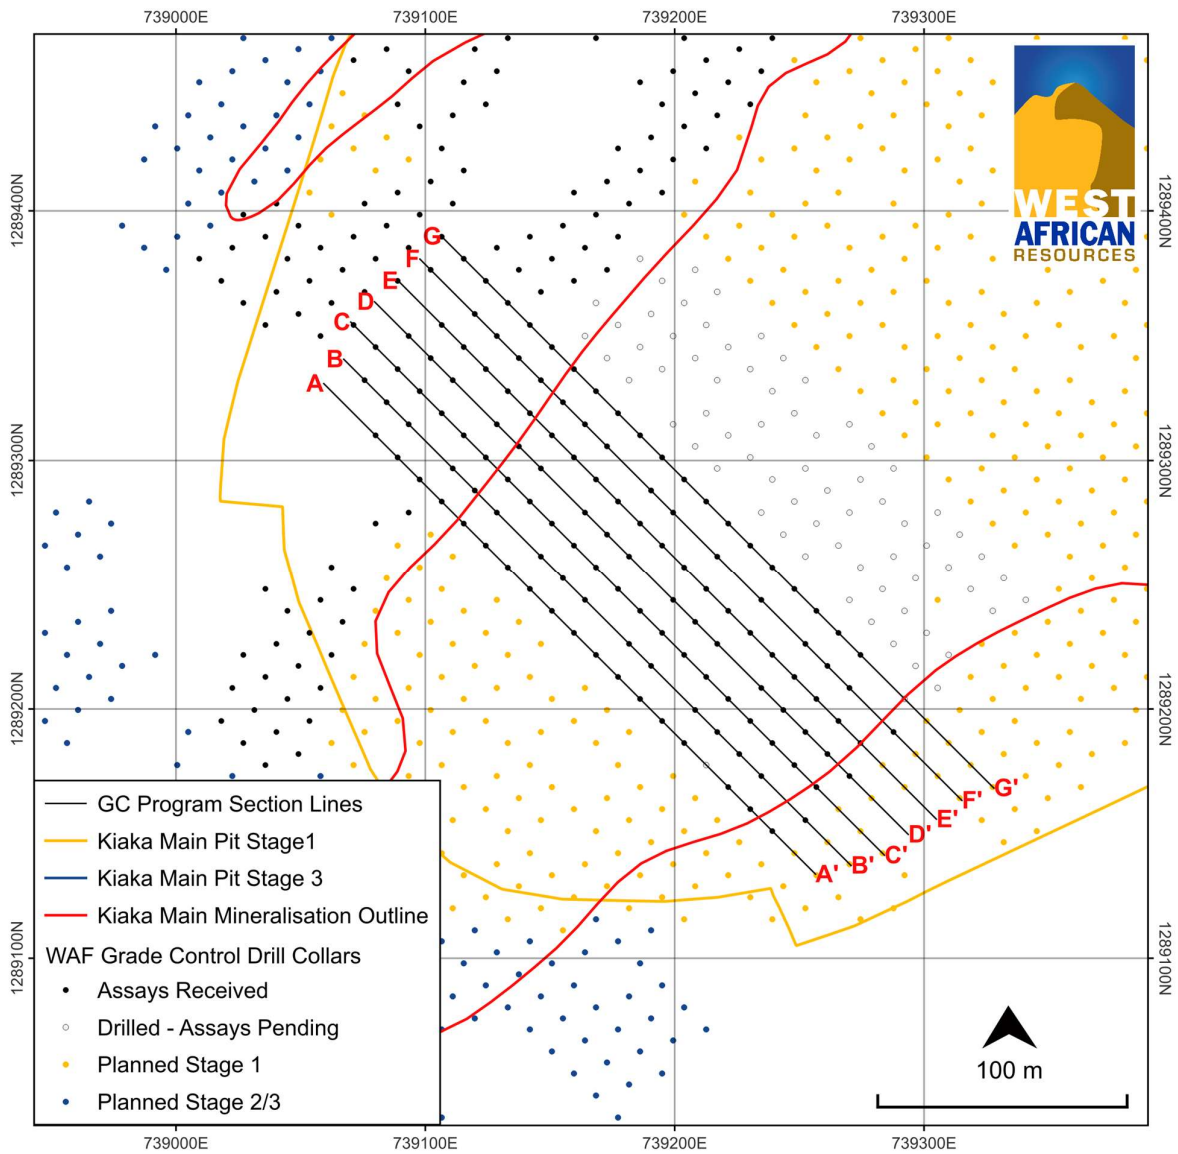 739000E 739100E 739200E 739300E
1289400N
1289300N
1289200N
1289100N
1289400N
1289300N
1289200N
1289100N
WEST
AFRICAN
RESOURCES
G
F
E
D
C
B
A
G'
F'
E'
D'
C'
B'
A'
GC Program Section Lines
Kiaka Main Pit Stage1
Kiaka Main Pit Stage 3
Kiaka Main Mineralisation Outline
WAF Grade Control Drill Collars
Assays Received
Drilled - Assays Pending
Planned Stage 1
Planned Stage 2/3
100 m
739000E 739100E 739200E 739300E